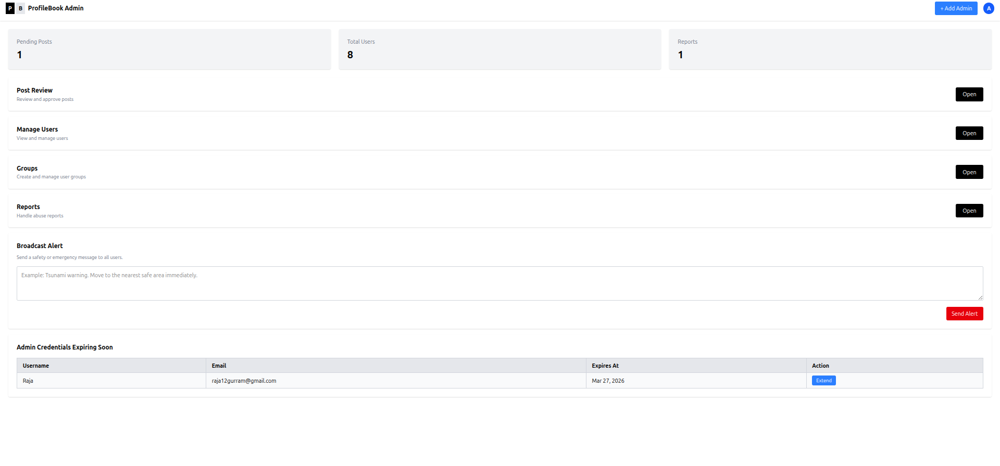 P B ProfileBook Admin
+ Add Admin
A
Pending Posts
1
Total Users
8
Reports
1
Post Review
Review and approve posts
Open
Manage Users
View and manage users
Open
Groups
Create and manage user groups
Open
Reports
Handle abuse reports
Open
Broadcast Alert
Send a safety or emergency message to all users.
Example: Tsunami warning. Move to the nearest safe area immediately.
Send Alert
Admin Credentials Expiring Soon
Username Email Expires At Action
Raja raja12gurram@gmail.com Mar 27, 2026 Extend